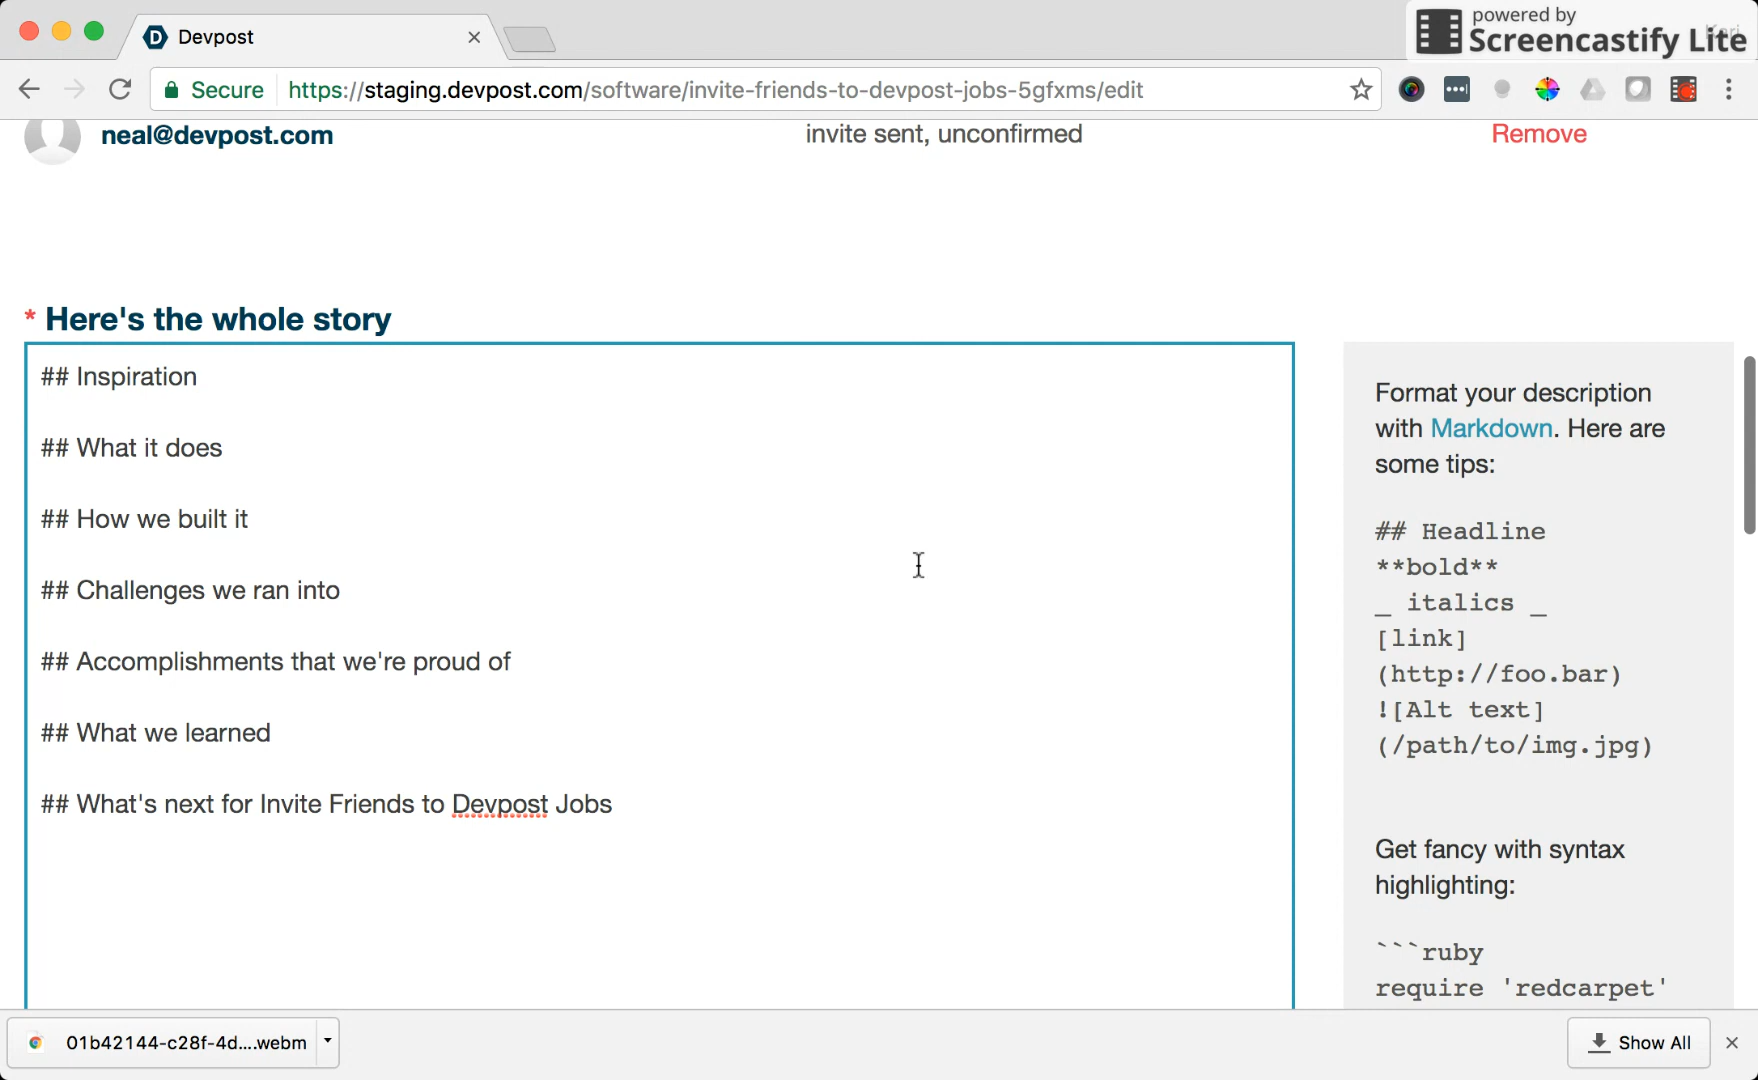 Devpost
powered by
Screencastify Lite
Secure
https://staging.devpost.com/software/invite-friends-to-devpost-jobs-5gfxms/edit
neal@devpost.com
invite sent, unconfirmed
Remove
* Here's the whole story
## Inspiration
## What it does
## How we built it
## Challenges we ran into
## Accomplishments that we're proud of
## What we learned
## What's next for Invite Friends to Devpost Jobs
Format your description
with Markdown. Here are
some tips:
## Headline
**bold**
_ italics _
[link]
(http://foo.bar)
![Alt text]
(/path/to/img.jpg)
Get fancy with syntax
highlighting:
```ruby
require 'redcarpet'
01b42144-c28f-4d....webm
Show All